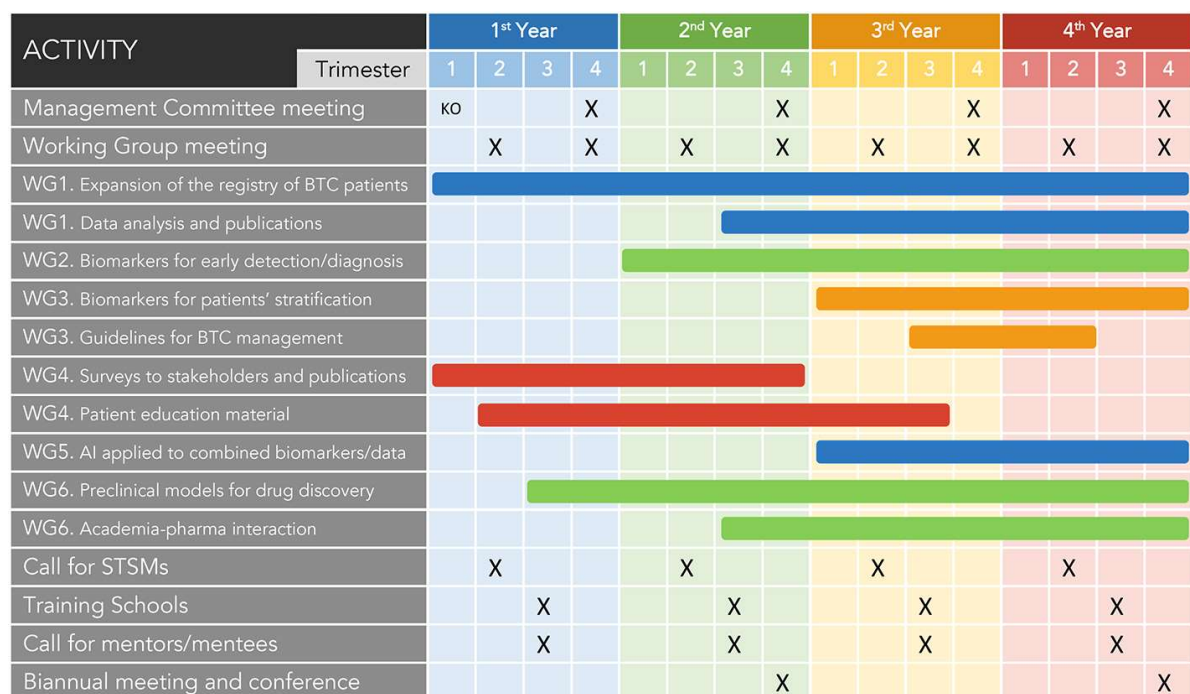 ACTIVITY 1st Year 2nd Year 3rd Year 4th Year
Trimester 1 2 3 4 1 2 3 4 1 2 3 4 1 2 3 4
Management Committee meeting KO X X X X
Working Group meeting X X X X X X X X
WG1. Expansion of the registry of BTC patients
WG1. Data analysis and publications
WG2. Biomarkers for early detection/diagnosis
WG3. Biomarkers for patients' stratification
WG3. Guidelines for BTC management
WG4. Surveys to stakeholders and publications
WG4. Patient education material
WG5. AI applied to combined biomarkers/data
WG6. Preclinical models for drug discovery
WG6. Academia-pharma interaction
Call for STSMs X X X X
Training Schools X X X X
Call for mentors/mentees X X X X
Biannual meeting and conference X X